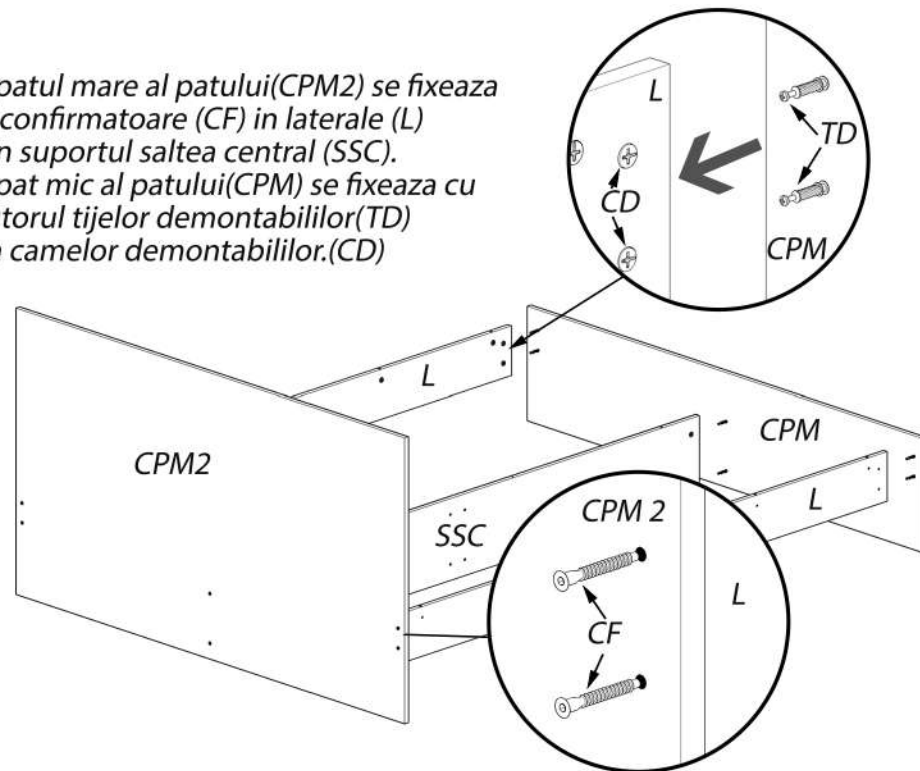 patul mare al patului(CPM2) se fixeaza
confirmatoare (CF) in laterale (L)
n suportul saltea central (SSC).
pat mic al patului(CPM) se fixeaza cu
torul tijelor demontabililor(TD)
camelor demontabililor.(CD)
L
TD
CD
CPM
L
CPM
CPM2
L
SSC
CPM 2
L
CF